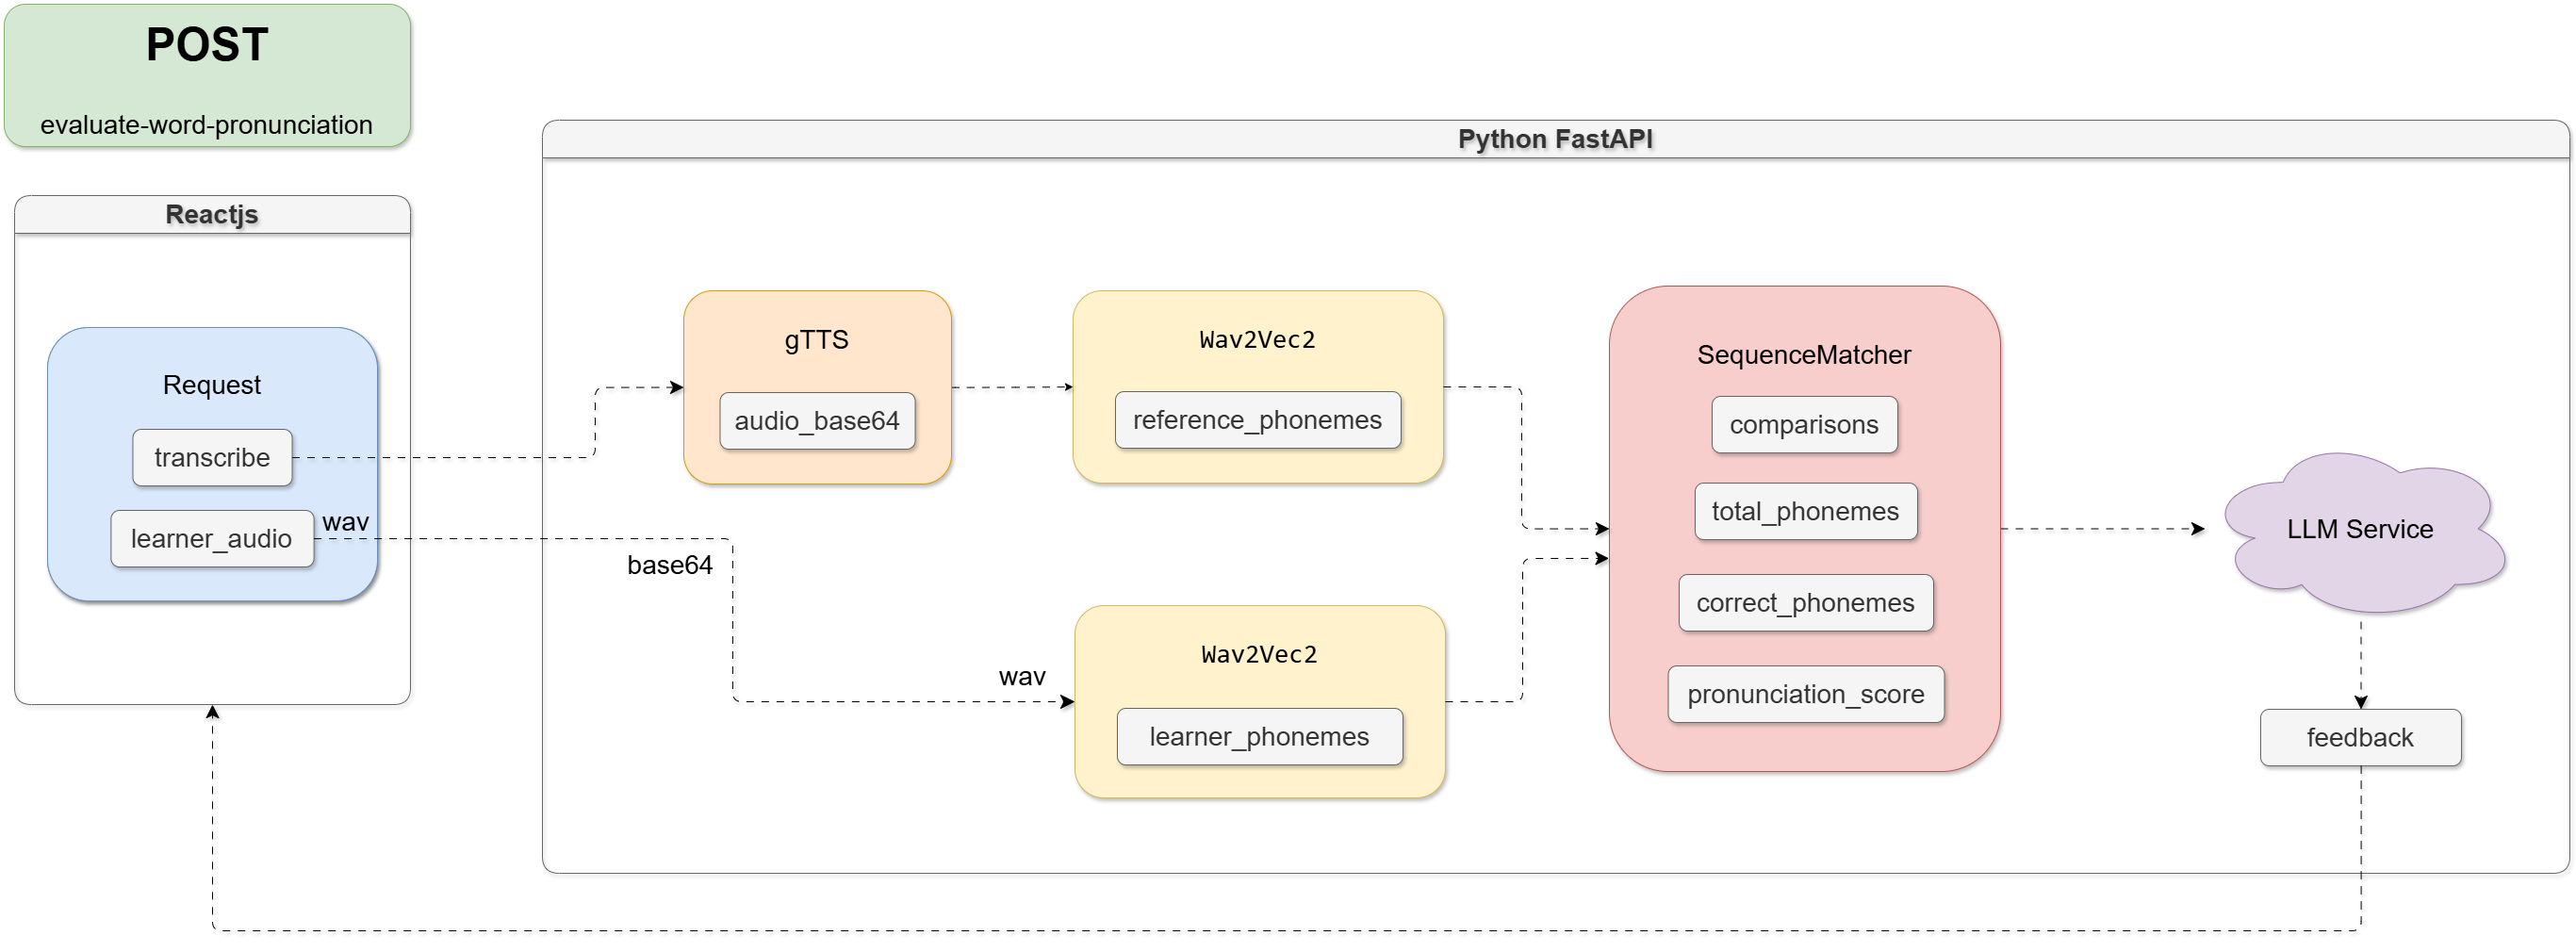 POST
evaluate-word-pronunciation
Python FastAPI
Reactjs
Request
transcribe
learner_audio
wav
base64
gTTS
audio_base64
Wav2Vec2
reference_phonemes
wav
Wav2Vec2
learner_phonemes
SequenceMatcher
comparisons
total_phonemes
correct_phonemes
pronunciation_score
LLM Service
feedback